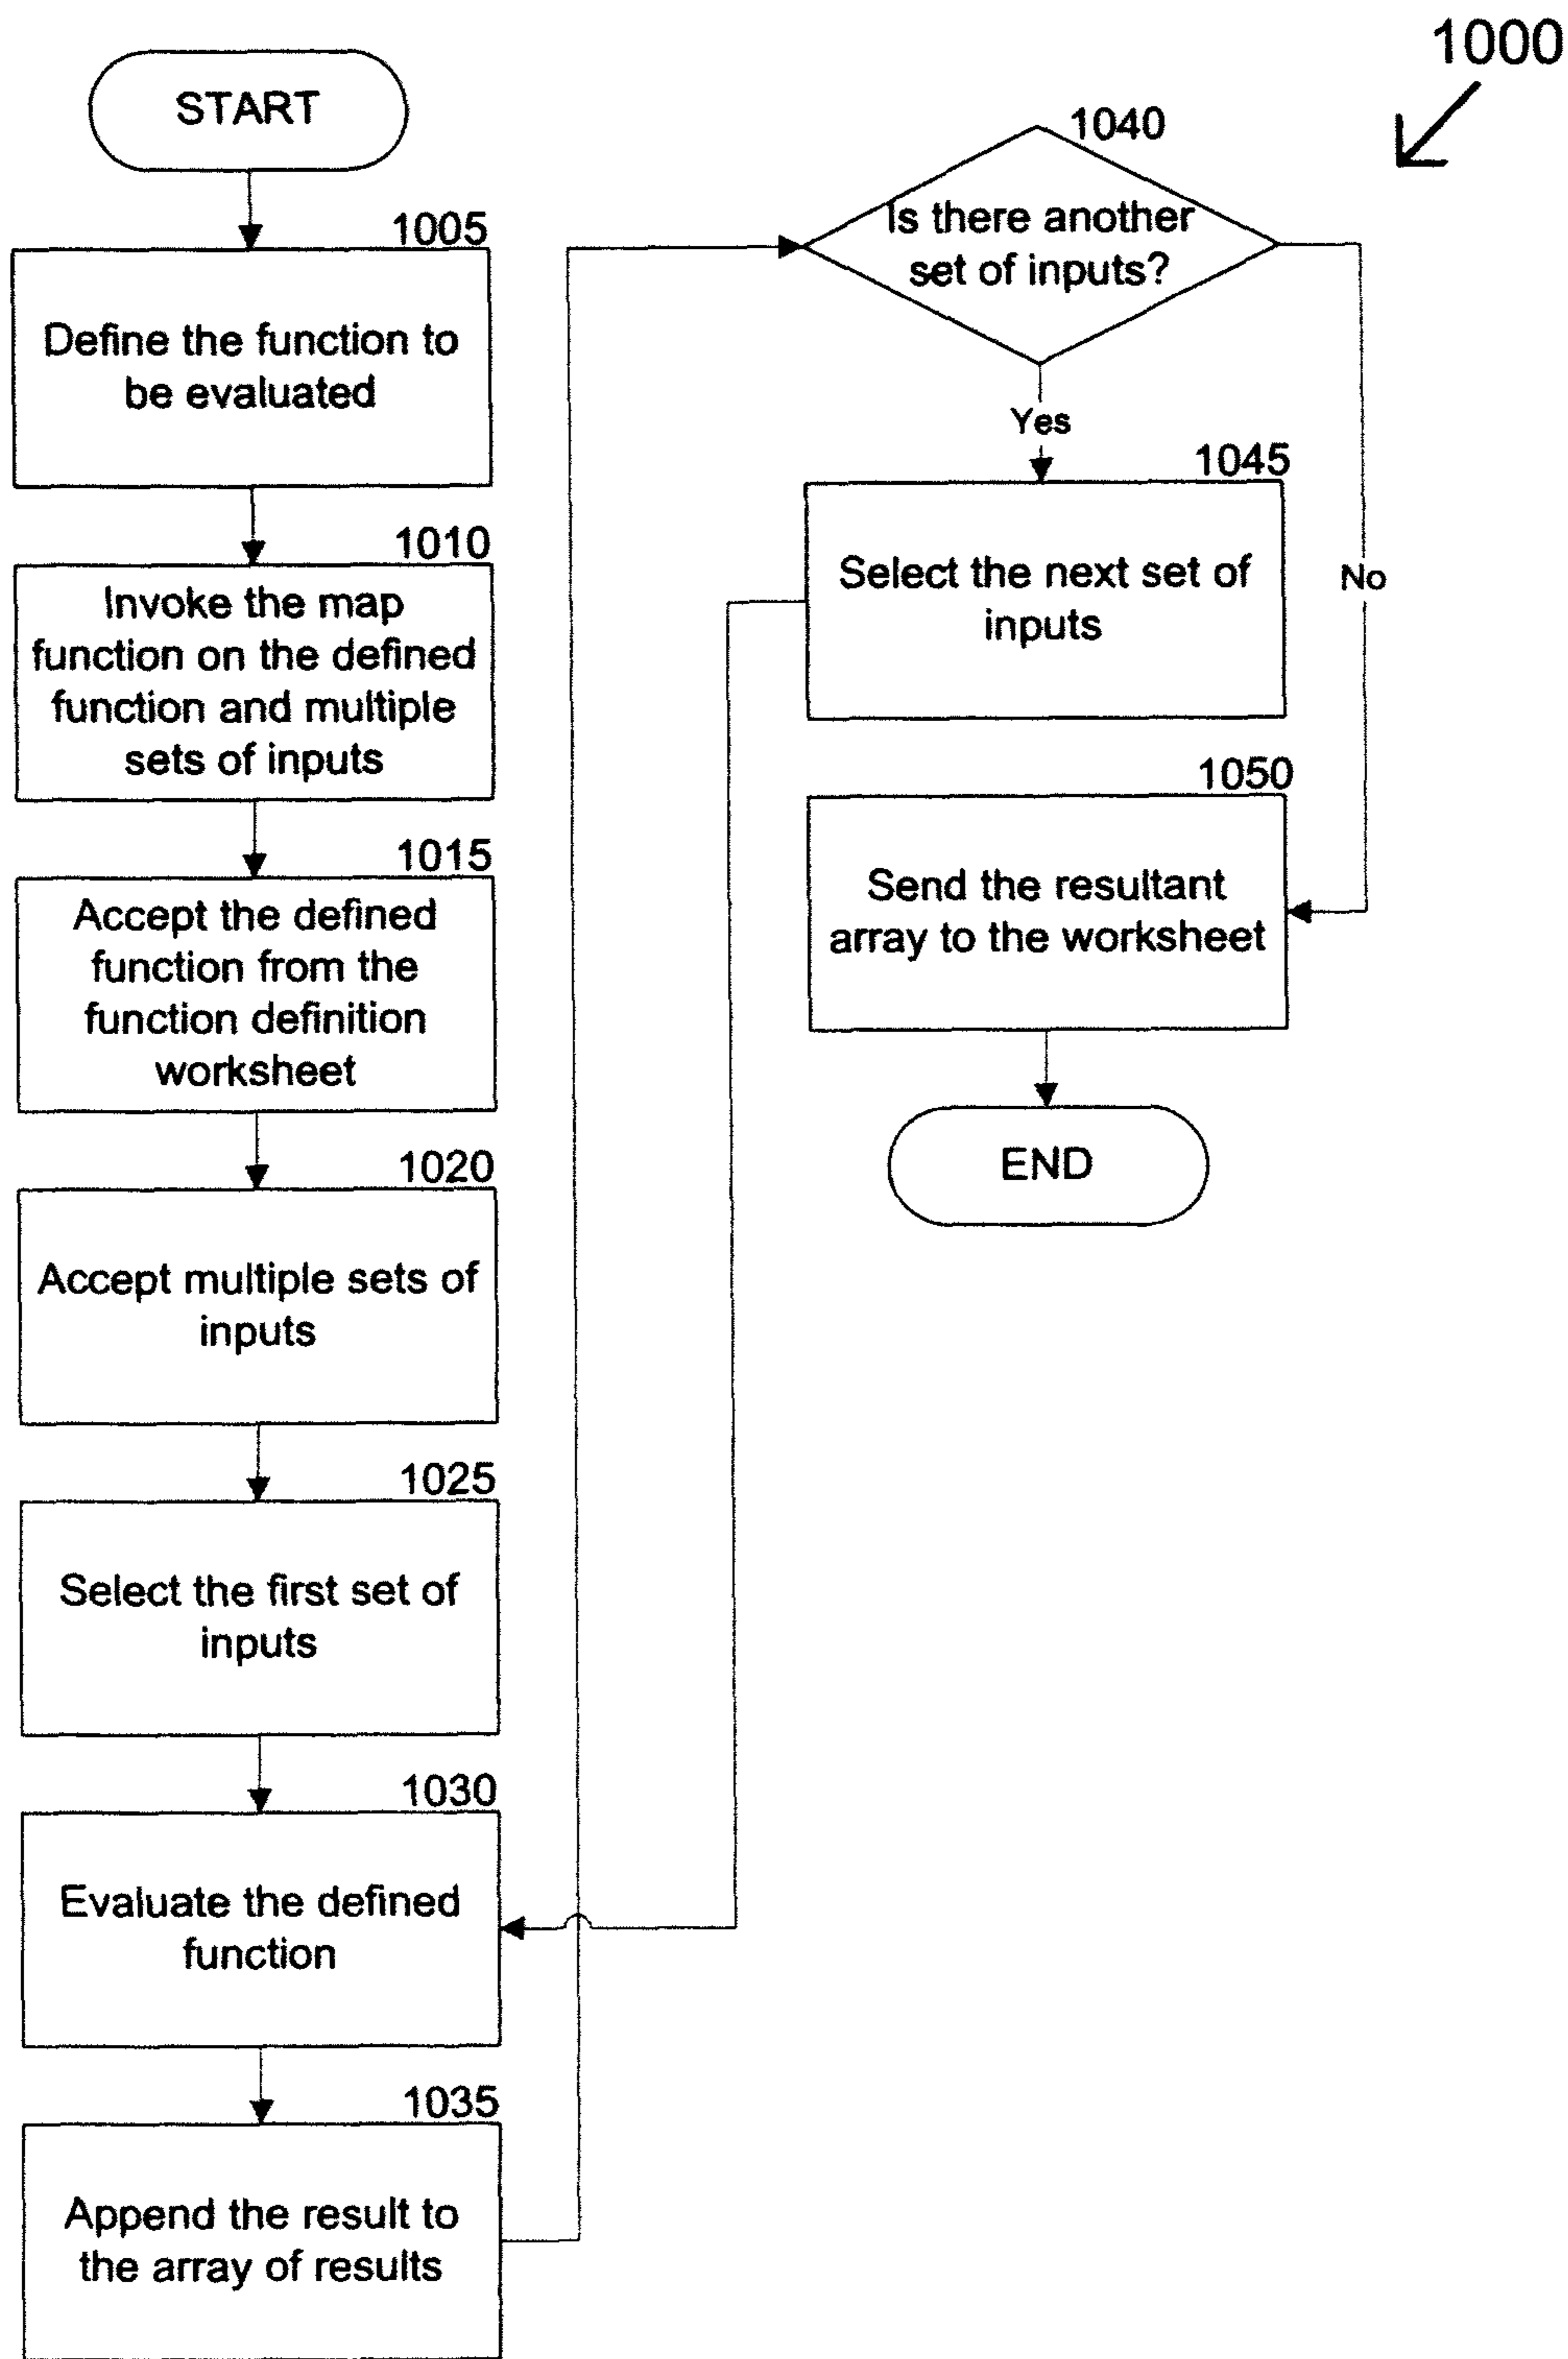 1000
START
1005
Define the function to
be evaluated
1010
Invoke the map
function on the defined
function and multiple
sets of inputs
1015
Accept the defined
function from the
function definition
worksheet
1020
Accept multiple sets of
inputs
1025
Select the first set of
inputs
1030
Evaluate the defined
function
1035
Append the result to
the array of results
1040
Is there another
set of inputs?
Yes
No
1045
Select the next set of
inputs
1050
Send the resultant
array to the worksheet
END